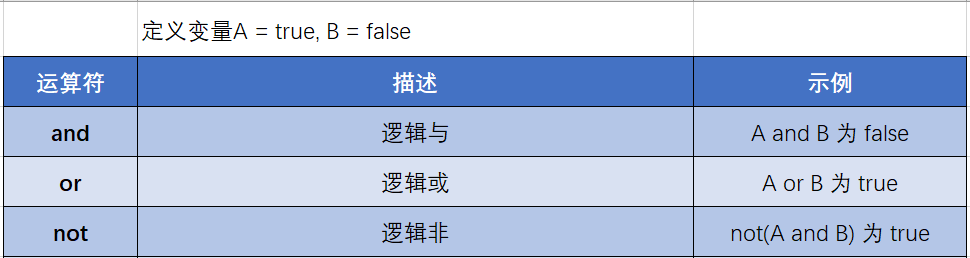 定义变量A = true, B = false
运算符 描述 示例
and 逻辑与 A and B 为 false
or 逻辑或 A or B 为 true
not 逻辑非 not(A and B) 为 true